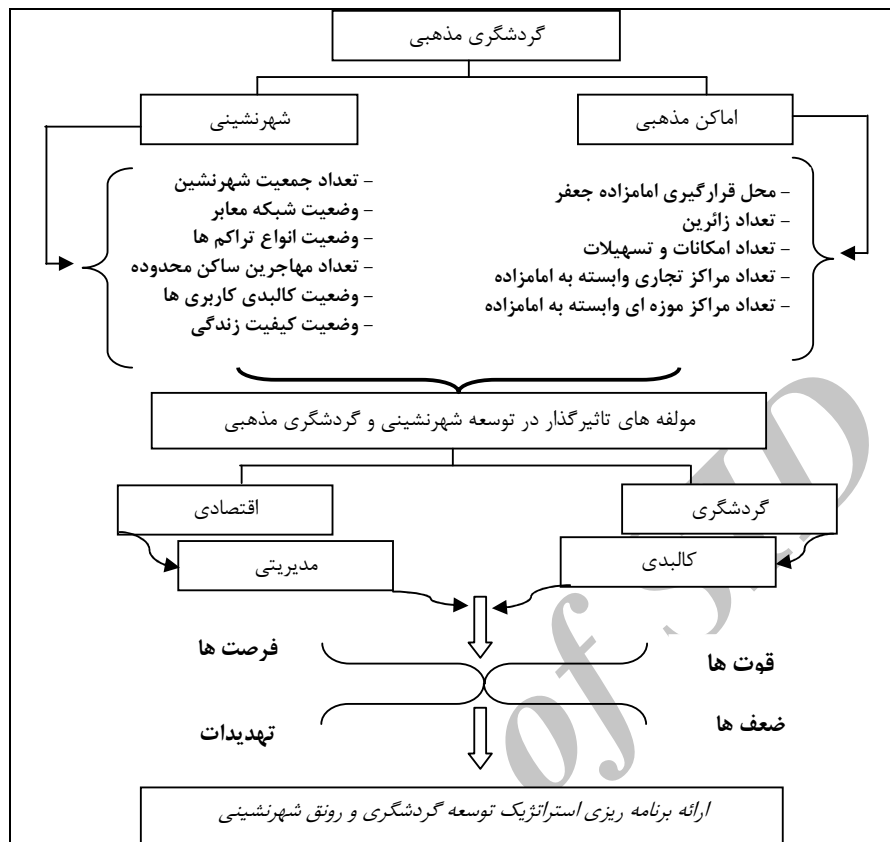 گردشگری مذهبی
اماکن مذهبی
شهرنشینی
– محل قرارگیری امامزاده جعفر
– تعداد زائرین
– تعداد امکانات و تسهیلات
– تعداد مراکز تجاری وابسته به امامزاده
– تعداد مراکز موزه ای وابسته به امامزاده
– تعداد جمعیت شهرنشین
– وضعیت شبکه معابر
– وضعیت انواع تراکم ها
– تعداد مهاجرین ساکن محدوده
– وضعیت کالبدی کاربری ها
– وضعیت کیفیت زندگی
مولفه های تاثیرگذار در توسعه شهرنشینی و گردشگری مذهبی
گردشگری
اقتصادی
کالبدی
مدیریتی
قوت ها
فرصت ها
ضعف ها
تهدیدات
ارائه برنامه ریزی استراتژیک توسعه گردشگری و رونق شهرنشینی
of SID